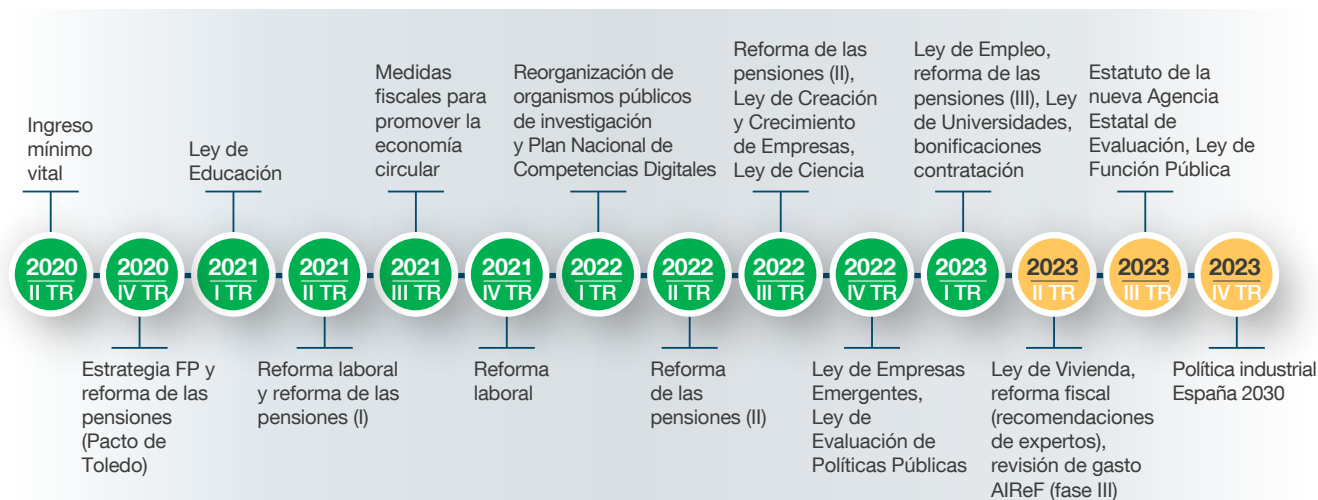 Ingreso
mínimo
vital
2020
II TR
2020
IV TR
Estrategia FP y
reforma de las
pensiones
(Pacto de
Toledo)
Ley de
Educación
2021
I TR
2021
II TR
Reforma laboral
y reforma de las
pensiones (I)
Medidas
fiscales para
promover la
economía
circular
2021
III TR
2021
IV TR
Reforma
laboral
Reorganización de
organismos públicos
de investigación
y Plan Nacional de
Competencias Digitales
2022
I TR
2022
II TR
Reforma
de las
pensiones (II)
Reforma de las
pensiones (II),
Ley de Creación
y Crecimiento
de Empresas,
Ley de Ciencia
2022
III TR
2022
IV TR
Ley de Empresas
Emergentes,
Ley de
Evaluación de
Políticas Públicas
Ley de Empleo,
reforma de las
pensiones (III), Ley
de Universidades,
bonificaciones
contratación
2023
I TR
2023
II TR
Ley de Vivienda,
reforma fiscal
(recomendaciones
de expertos),
revisión de gasto
AIReF (fase III)
Estatuto de la
nueva Agencia
Estatal de
Evaluación, Ley de
Función Pública
2023
III TR
2023
IV TR
Política industrial
España 2030